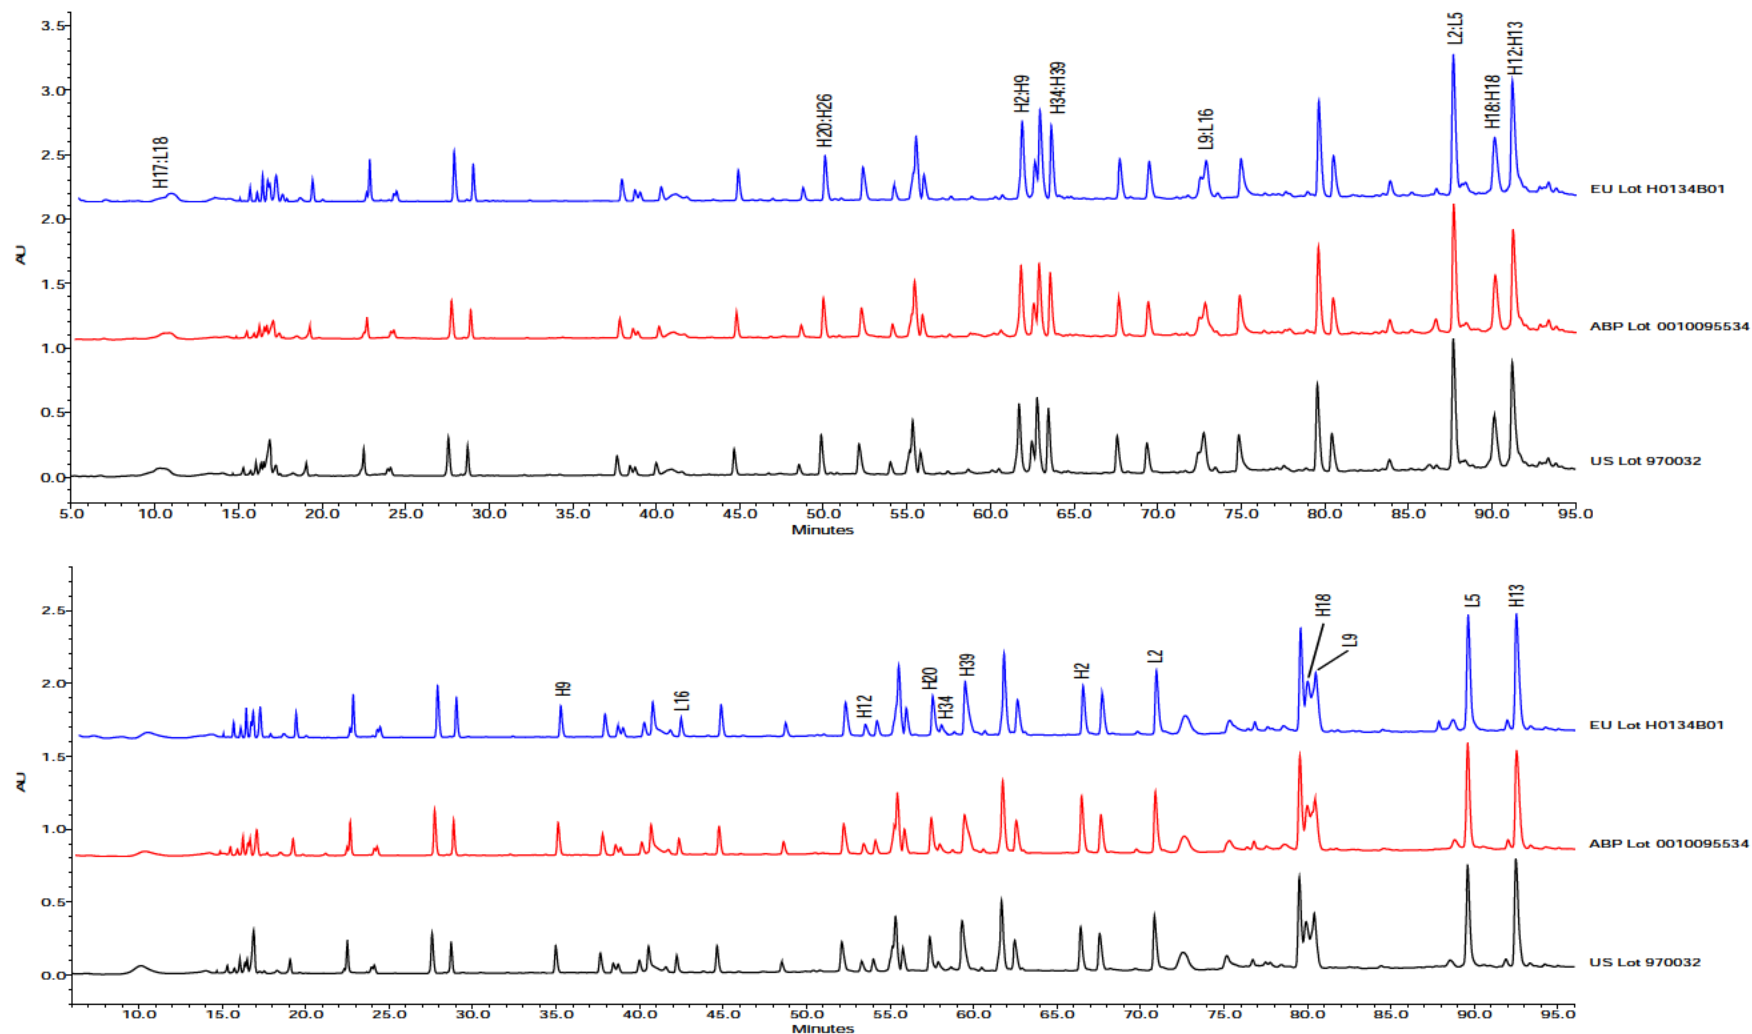 3.5
3.0
2.5
2.0
1.5
1.0
0.5
0.0
AU
H17:L18
H20:H26
H2:H9
H34:H39
L9:L16
L2:L5
H18:H18
H12:H13
EU Lot H0134B01
ABP Lot 0010095534
US Lot 970032
5.0 10.0 15.0 20.0 25.0 30.0 35.0 40.0 45.0 50.0 55.0 60.0 65.0 70.0 75.0 80.0 85.0 90.0 95.0
Minutes
2.5
2.0
1.5
1.0
0.5
0.0
AU
H9
L16
H12
H20
H34
H39
H2
L2
H18
L9
L5
H13
EU Lot H0134B01
ABP Lot 0010095534
US Lot 970032
10.0 15.0 20.0 25.0 30.0 35.0 40.0 45.0 50.0 55.0 60.0 65.0 70.0 75.0 80.0 85.0 90.0 95.0
Minutes